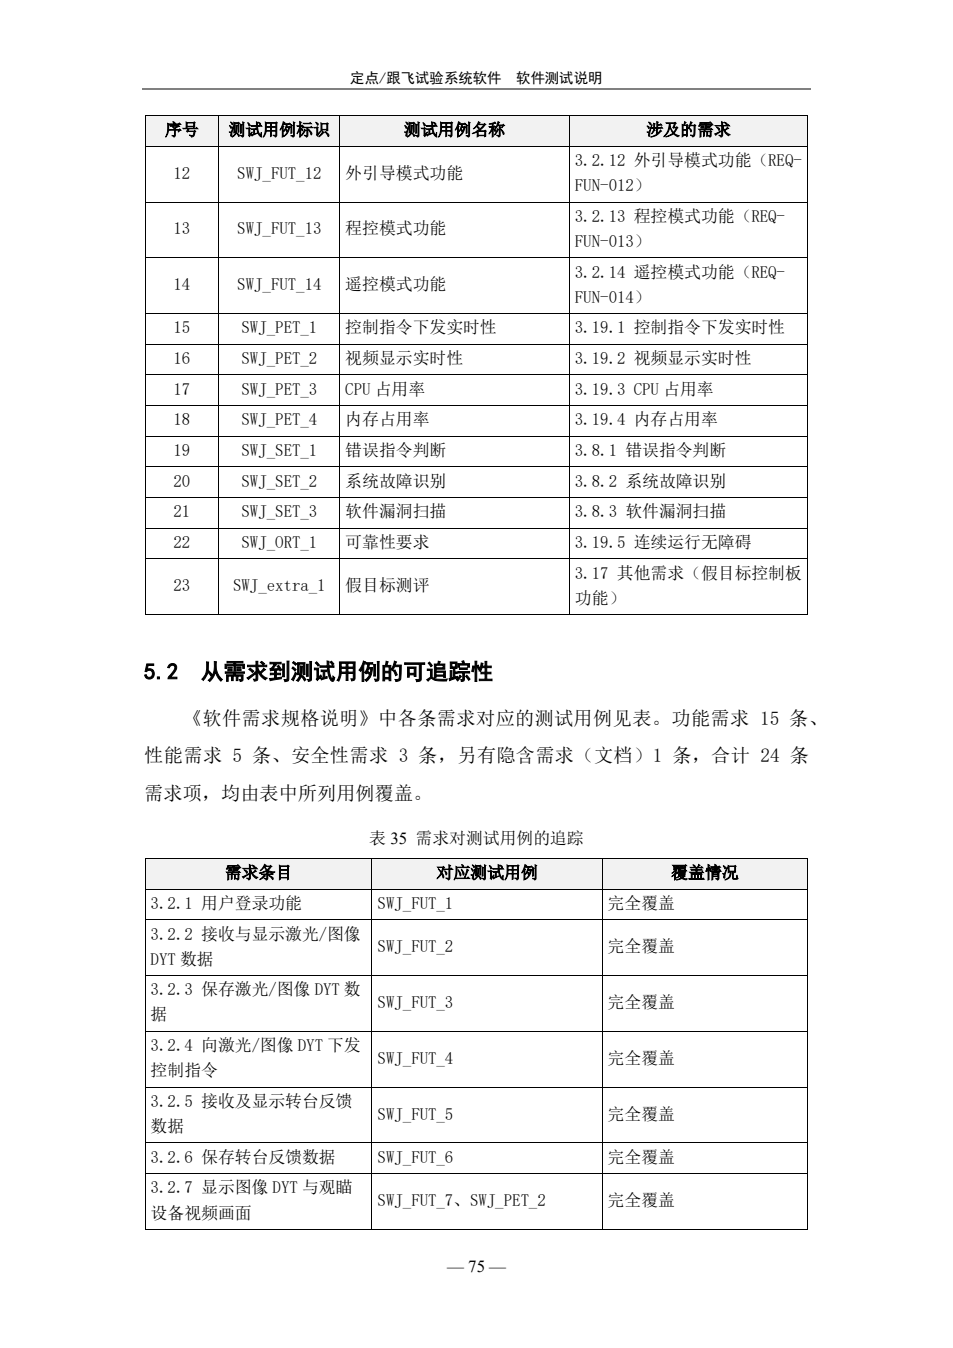 定点/跟飞试验系统软件　软件测试说明
序号 测试用例标识 测试用例名称 涉及的需求
12 SWJ_FUT_12 外引导模式功能 3.2.12 外引导模式功能（REQ-
FUN-012）
13 SWJ_FUT_13 程控模式功能 3.2.13 程控模式功能（REQ-
FUN-013）
14 SWJ_FUT_14 遥控模式功能 3.2.14 遥控模式功能（REQ-
FUN-014）
15 SWJ_PET_1 控制指令下发实时性 3.19.1 控制指令下发实时性
16 SWJ_PET_2 视频显示实时性 3.19.2 视频显示实时性
17 SWJ_PET_3 CPU 占用率 3.19.3 CPU 占用率
18 SWJ_PET_4 内存占用率 3.19.4 内存占用率
19 SWJ_SET_1 错误指令判断 3.8.1 错误指令判断
20 SWJ_SET_2 系统故障识别 3.8.2 系统故障识别
21 SWJ_SET_3 软件漏洞扫描 3.8.3 软件漏洞扫描
22 SWJ_ORT_1 可靠性要求 3.19.5 连续运行无障碍
23 SWJ_extra_1 假目标测评 3.17 其他需求（假目标控制板
功能）
5.2　从需求到测试用例的可追踪性
《软件需求规格说明》中各条需求对应的测试用例见表。功能需求 15 条、
性能需求 5 条、安全性需求 3 条，另有隐含需求（文档）1 条，合计 24 条
需求项，均由表中所列用例覆盖。
表 35 需求对测试用例的追踪
需求条目 对应测试用例 覆盖情况
3.2.1 用户登录功能 SWJ_FUT_1 完全覆盖
3.2.2 接收与显示激光/图像
DYT 数据 SWJ_FUT_2 完全覆盖
3.2.3 保存激光/图像 DYT 数
据 SWJ_FUT_3 完全覆盖
3.2.4 向激光/图像 DYT 下发
控制指令 SWJ_FUT_4 完全覆盖
3.2.5 接收及显示转台反馈
数据 SWJ_FUT_5 完全覆盖
3.2.6 保存转台反馈数据 SWJ_FUT_6 完全覆盖
3.2.7 显示图像 DYT 与观瞄
设备视频画面 SWJ_FUT_7、SWJ_PET_2 完全覆盖
— 75 —